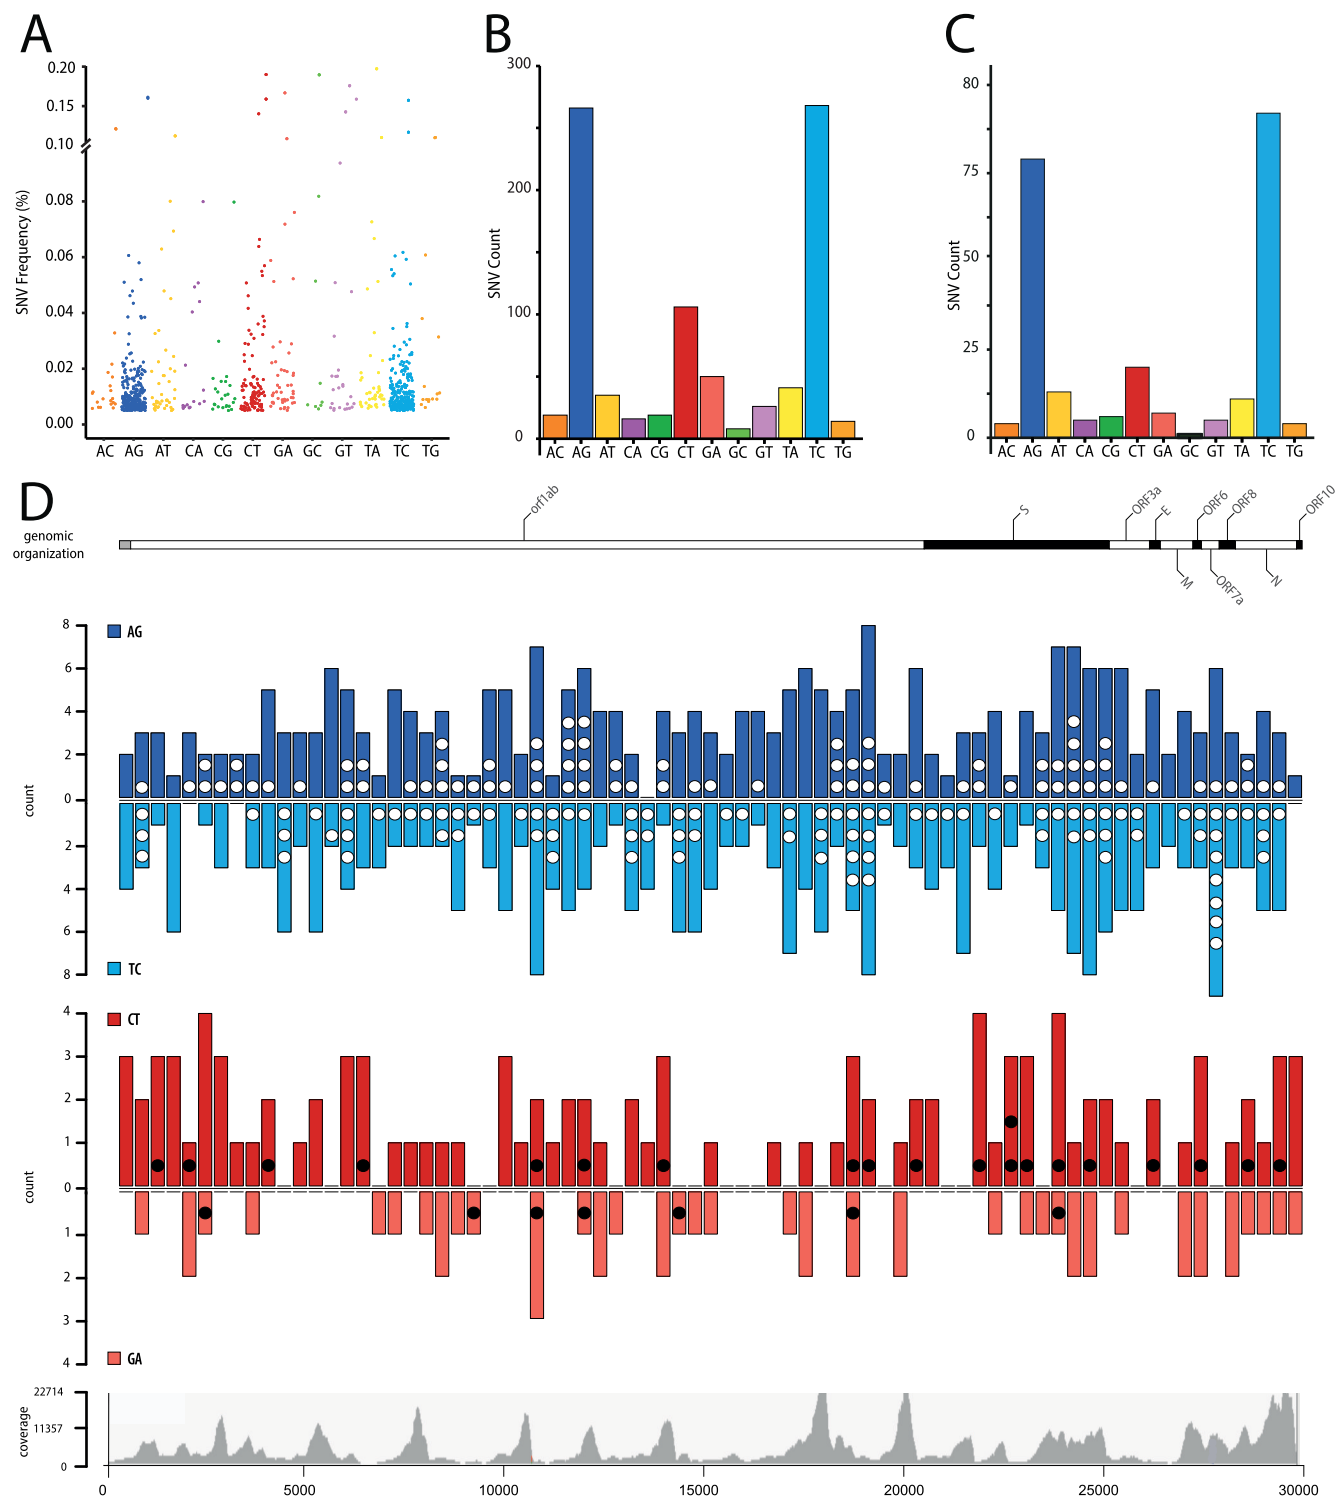 A
0.20
0.15
0.10
0.08
0.06
0.04
0.02
0.00
SNV Frequency (%)
AC AG AT CA CG CT GA GC GT TA TC TG
B
300
200
100
0
SNV Count
AC AG AT CA CG CT GA GC GT TA TC TG
C
80
75
50
25
0
SNV Count
AC AG AT CA CG CT GA GC GT TA TC TG
D
genomic
organization
orf1ab
S
ORF3a
E
M
ORF6
ORF7a
ORF8
N
ORF10
8
6
4
2
0
2
4
6
8
count
AG
TC
4
3
2
1
0
1
2
3
4
count
CT
GA
22714
11357
0
coverage
0 5000 10000 15000 20000 25000 30000